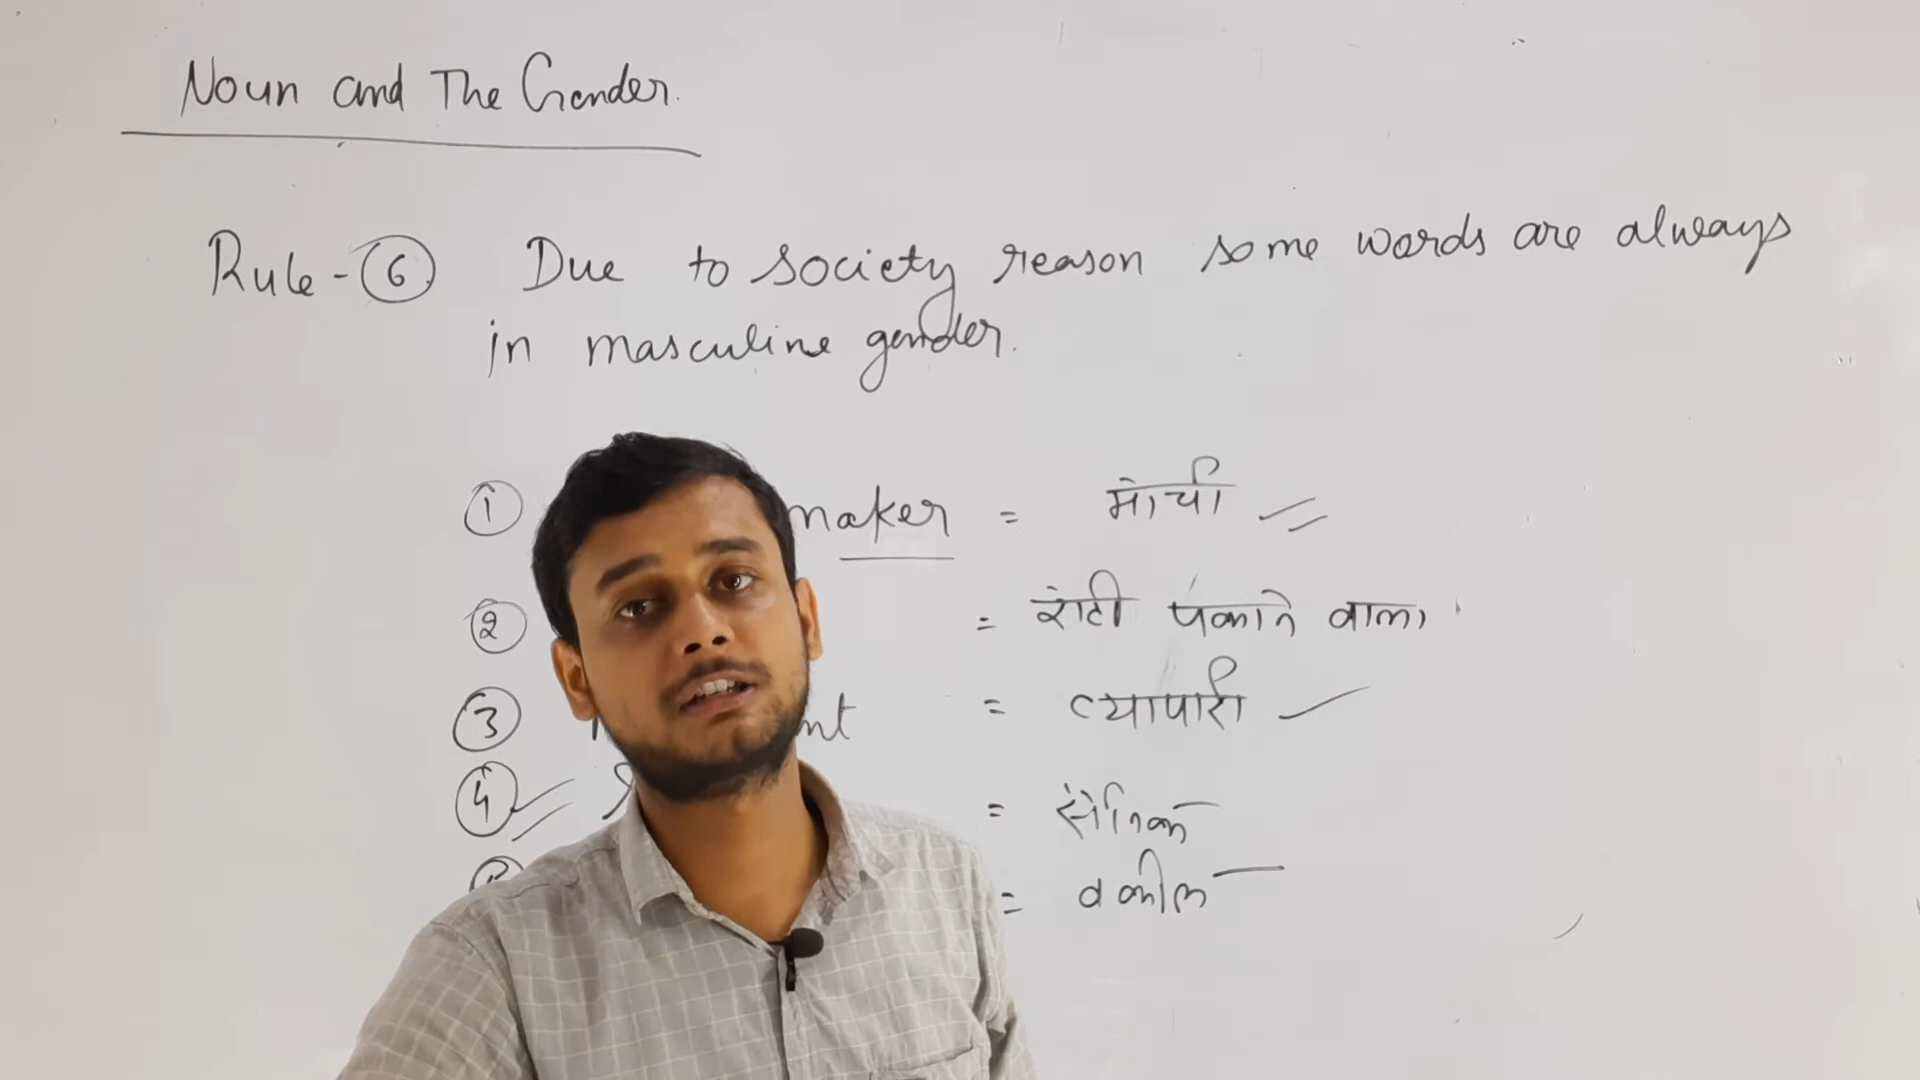 Noun and The Gender.
Rule-⑥ Due to society reason some words are always
in masculine gender.
① maker = मोची
② = रोटी पकाने वाला
③ = व्यापारी
④ = सैनिक
= वकील